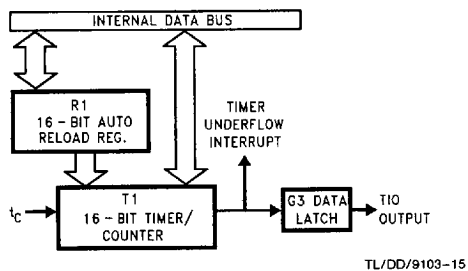 INTERNAL DATA BUS
R1
16-BIT AUTO
RELOAD REG.
TIMER
UNDERFLOW
INTERRUPT
tC
T1
16-BIT TIMER/
COUNTER
G3 DATA
LATCH
TIO
OUTPUT
TL/DD/9103-15